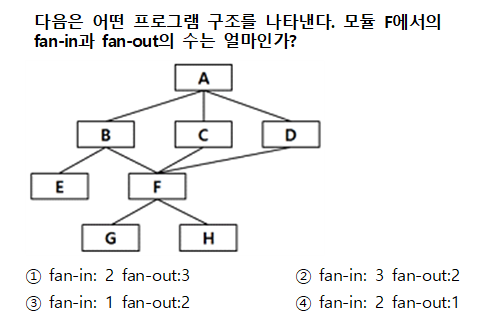 다음은 어떤 프로그램 구조를 나타낸다. 모듈 F에서의
fan-in과 fan-out의 수는 얼마인가?
A
B C D
E F
G H
① fan-in: 2 fan-out:3 ② fan-in: 3 fan-out:2
③ fan-in: 1 fan-out:2 ④ fan-in: 2 fan-out:1